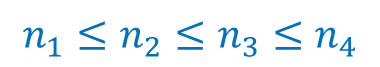 n₁ ≤ n₂ ≤ n₃ ≤ n₄